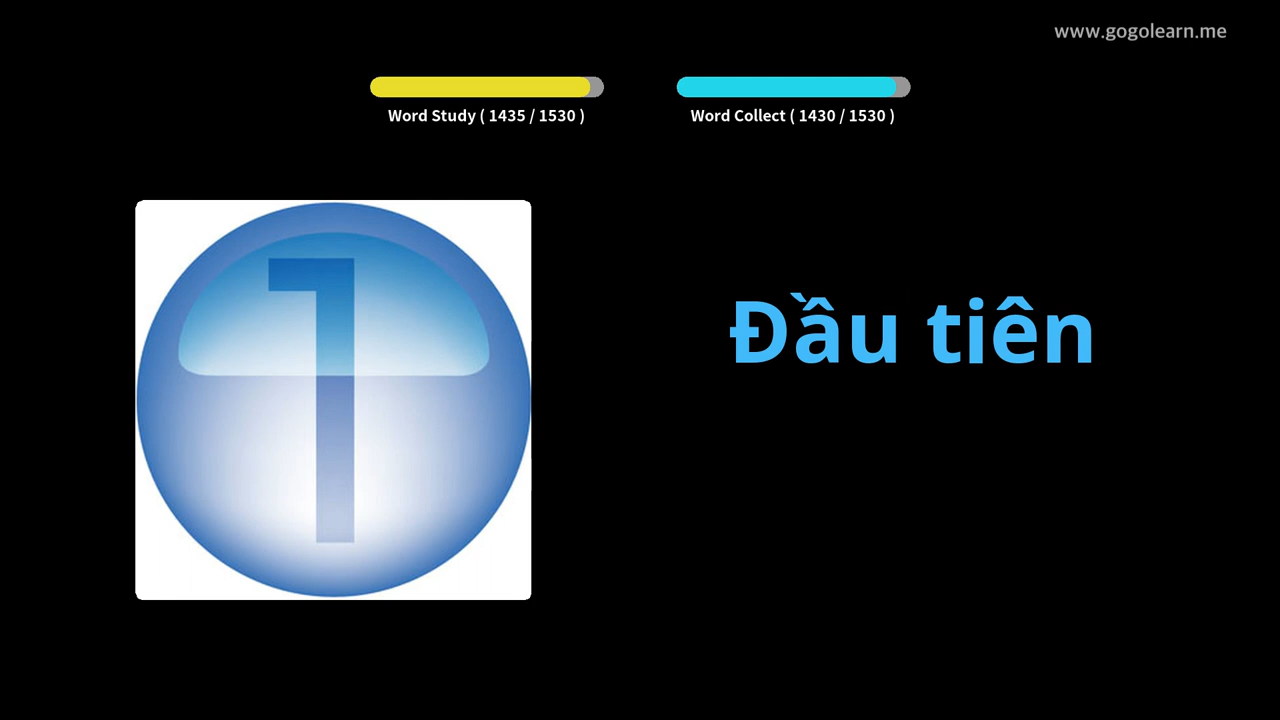 www.gogolearn.me
Word Study ( 1435 / 1530 )
Word Collect ( 1430 / 1530 )
1
Đầu tiên